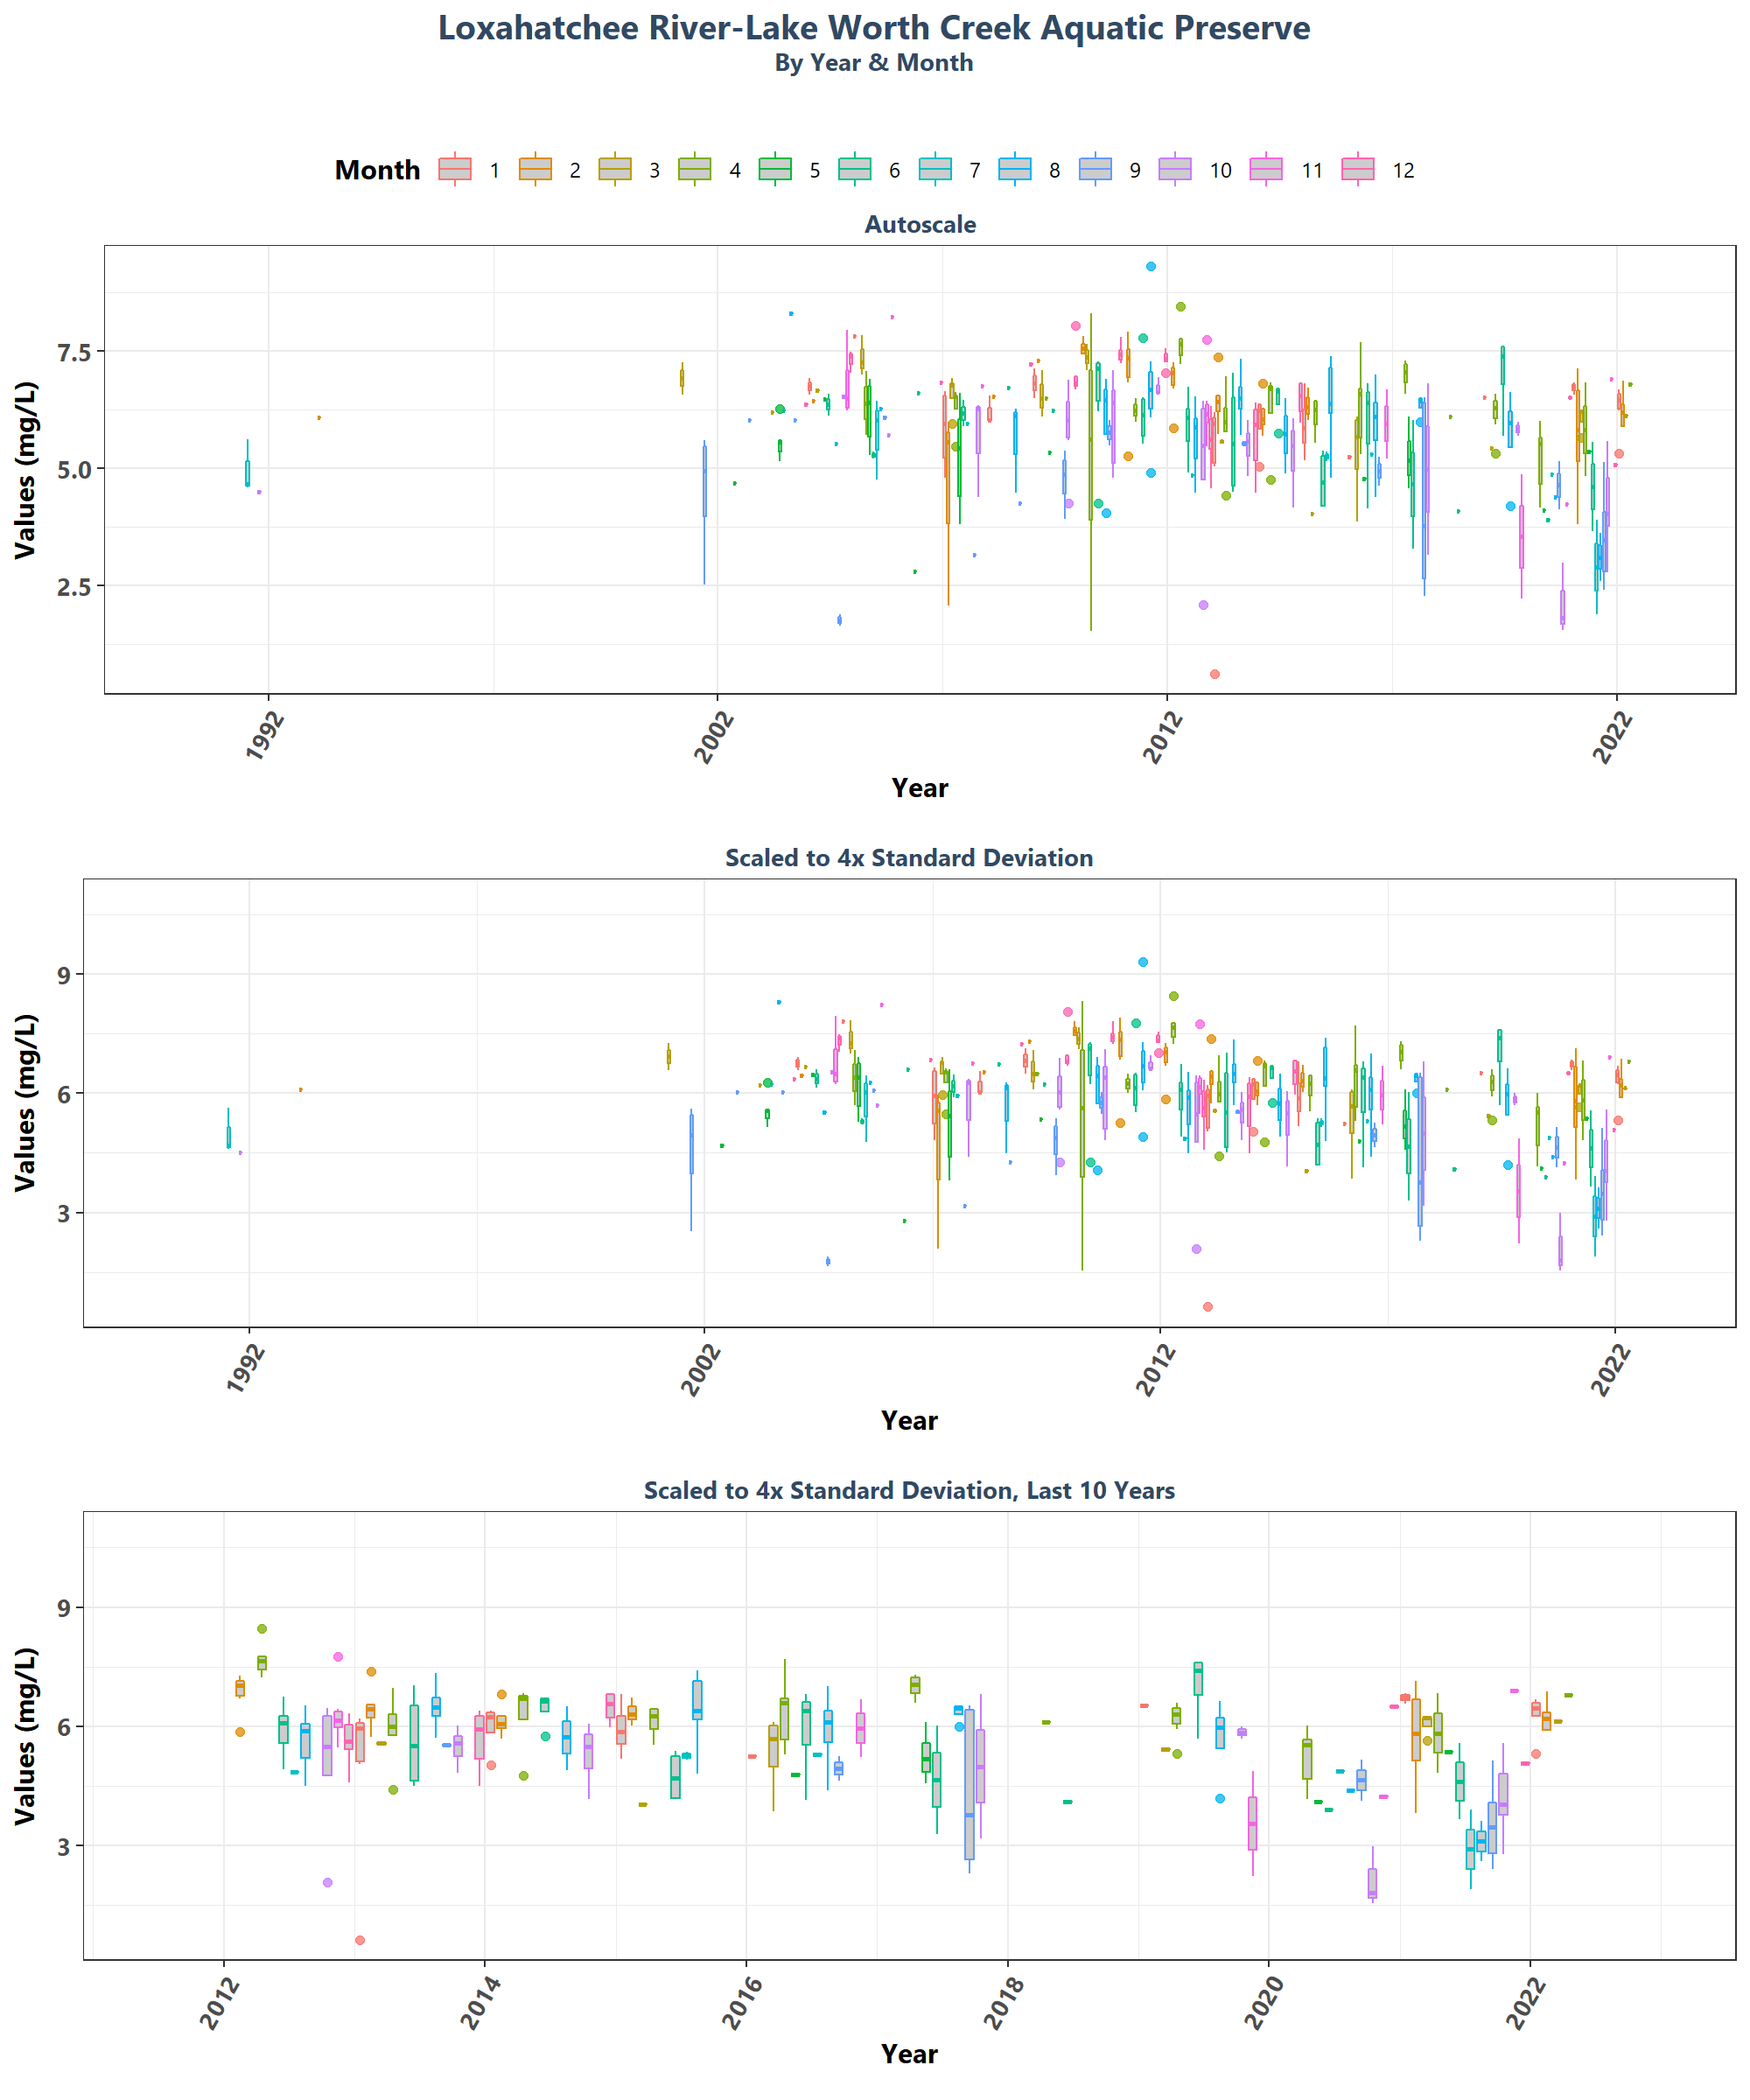 Loxahatchee River-Lake Worth Creek Aquatic Preserve
By Year & Month
Month 1 2 3 4 5 6 7 8 9 10 11 12
Autoscale
Values (mg/L)
7.5
5.0
2.5
1992 2002 2012 2022
Year
Scaled to 4x Standard Deviation
Values (mg/L)
9
6
3
1992 2002 2012 2022
Year
Scaled to 4x Standard Deviation, Last 10 Years
Values (mg/L)
9
6
3
2012 2014 2016 2018 2020 2022
Year